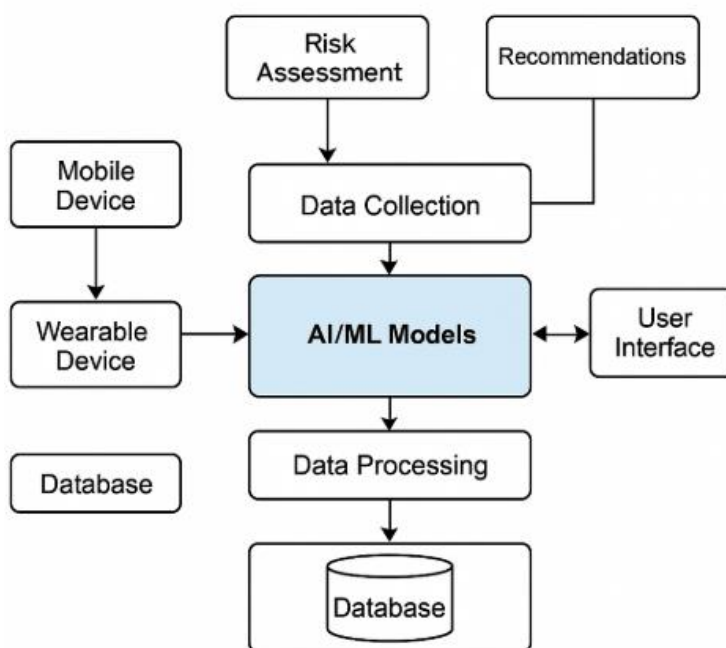 Risk
Assessment
Recommendations
Mobile
Device
Data Collection
Wearable
Device
AI/ML Models
User
Interface
Database
Data Processing
Database